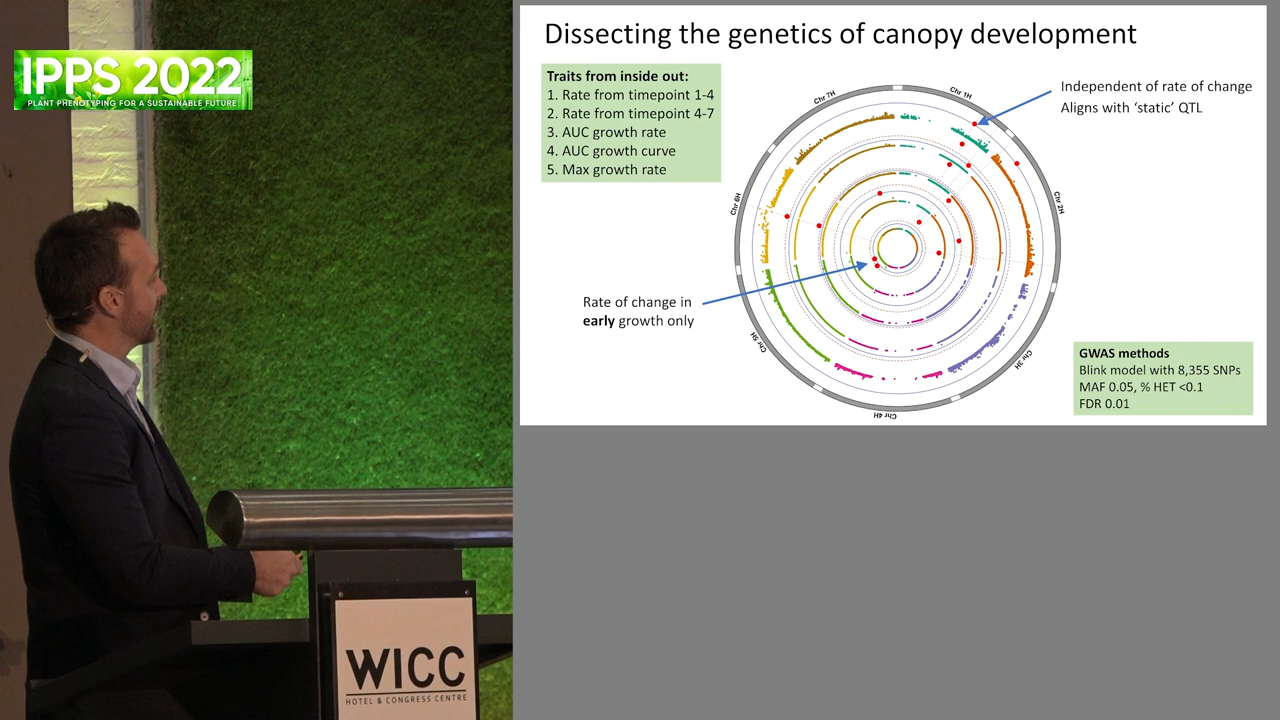 IPPS 2022
PLANT PHENOTYPING FOR A SUSTAINABLE FUTURE
Dissecting the genetics of canopy development
Traits from inside out:
1. Rate from timepoint 1-4
2. Rate from timepoint 4-7
3. AUC growth rate
4. AUC growth curve
5. Max growth rate
Independent of rate of change
Aligns with ‘static’ QTL
Chr 7H
Chr 1H
Chr 6H
Chr 2H
Rate of change in
early growth only
Chr 5H
Chr 3H
Chr 4H
GWAS methods
Blink model with 8,355 SNPs
MAF 0.05, % HET <0.1
FDR 0.01
WICC
HOTEL & CONGRESS CENTRE